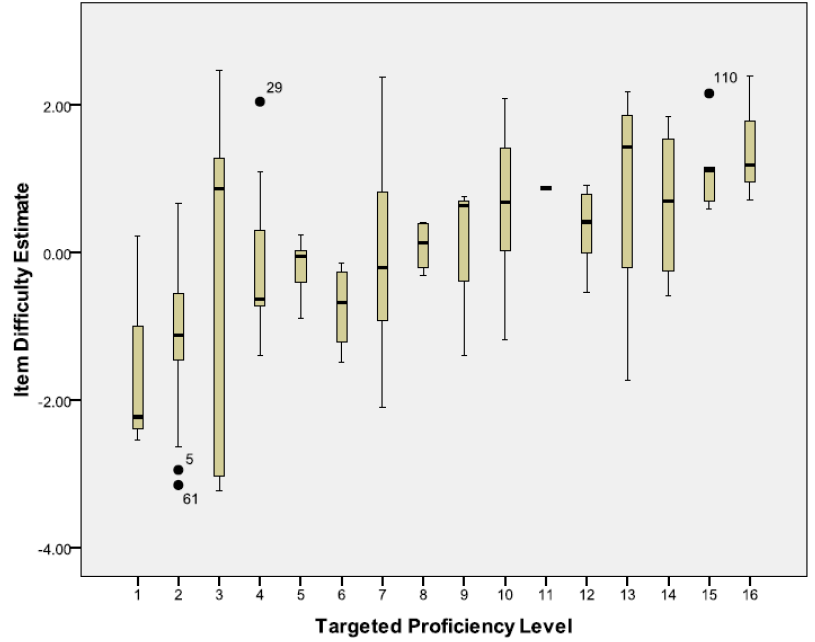 Item Difficulty Estimate
2.00
0.00
-2.00
-4.00
29
110
5
61
1 2 3 4 5 6 7 8 9 10 11 12 13 14 15 16
Targeted Proficiency Level